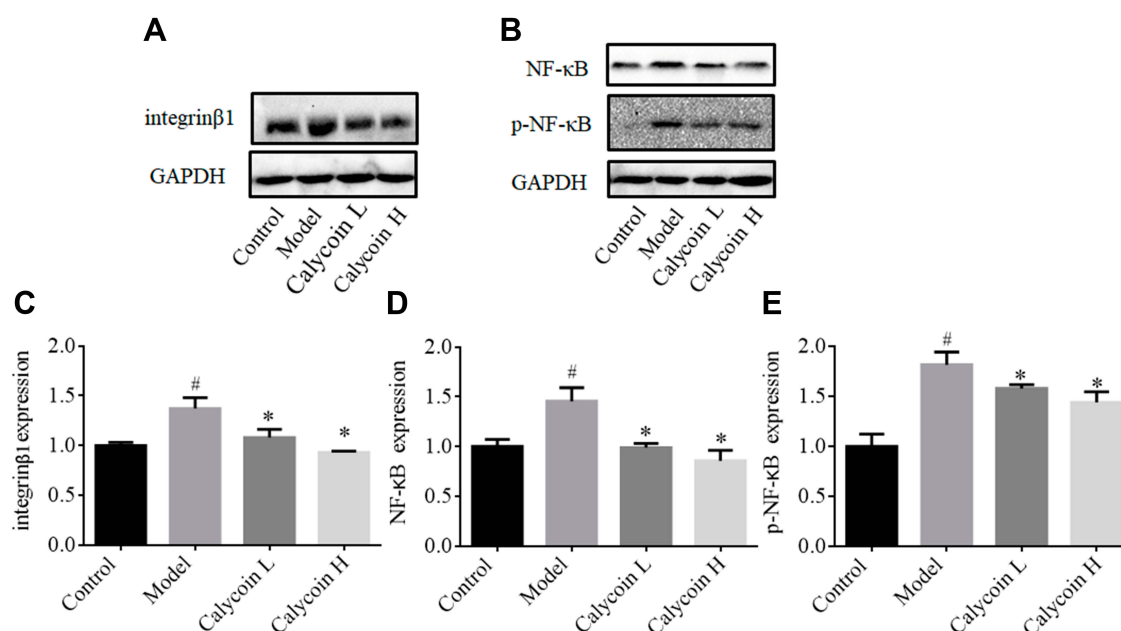 A
integrinβ1
GAPDH
Control
Model
Calycoin L
Calycoin H
B
NF-κB
p-NF-κB
GAPDH
Control
Model
Calycoin L
Calycoin H
C
integrinβ1 expression
2.0
1.5
1.0
0.5
0.0
#
*
*
Control
Model
Calycoin L
Calycoin H
D
NF-κB expression
2.0
1.5
1.0
0.5
0.0
#
*
*
Control
Model
Calycoin L
Calycoin H
E
p-NF-κB expression
2.0
1.5
1.0
0.5
0.0
#
*
*
Control
Model
Calycoin L
Calycoin H